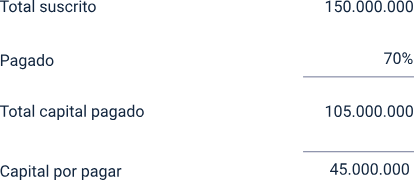 Total suscrito 150.000.000
Pagado 70%
Total capital pagado 105.000.000
Capital por pagar 45.000.000